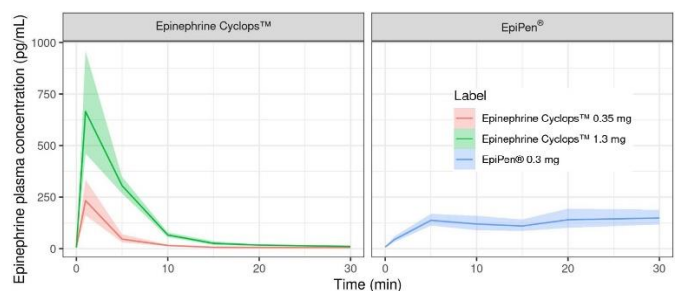 Epinephrine Cyclops™
EpiPen®
Epinephrine plasma concentration (pg/mL)
1000
750
500
250
0
Label
Epinephrine Cyclops™ 0.35 mg
Epinephrine Cyclops™ 1.3 mg
EpiPen® 0.3 mg
0 10 20 30 0 10 20 30
Time (min)